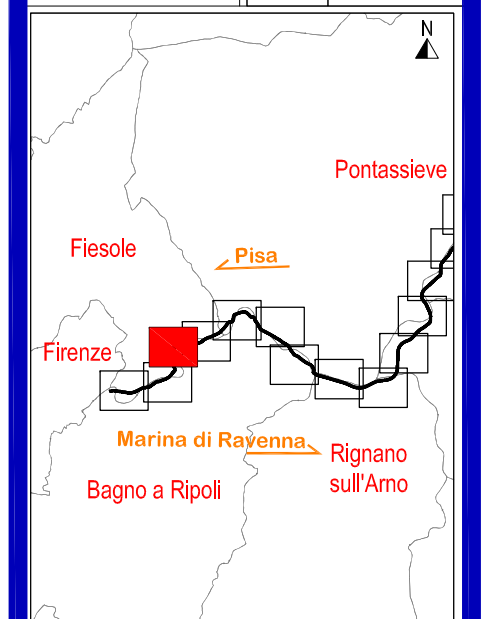 N
Pontassieve
Fiesole
Pisa
Firenze
Marina di Ravenna
Rignano
sull'Arno
Bagno a Ripoli